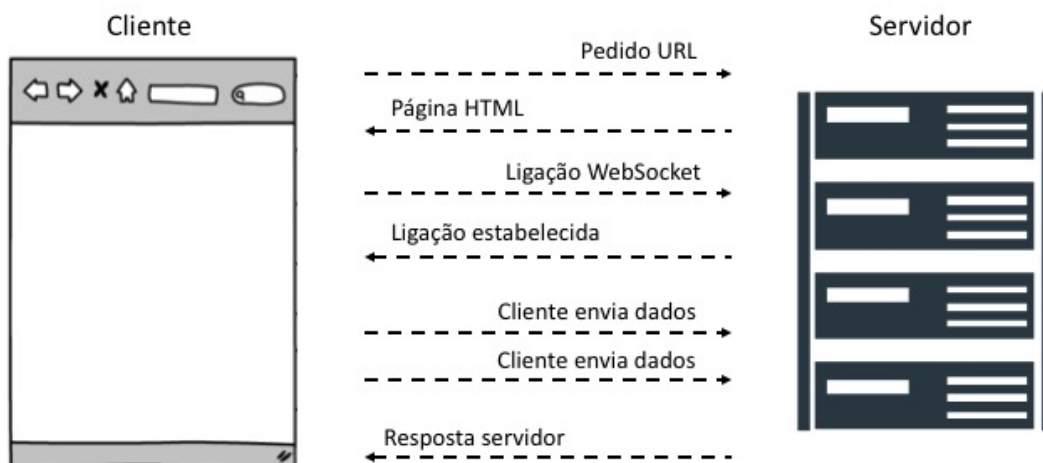 Cliente
Servidor
Pedido URL
Página HTML
Ligação WebSocket
Ligação estabelecida
Cliente envia dados
Cliente envia dados
Resposta servidor